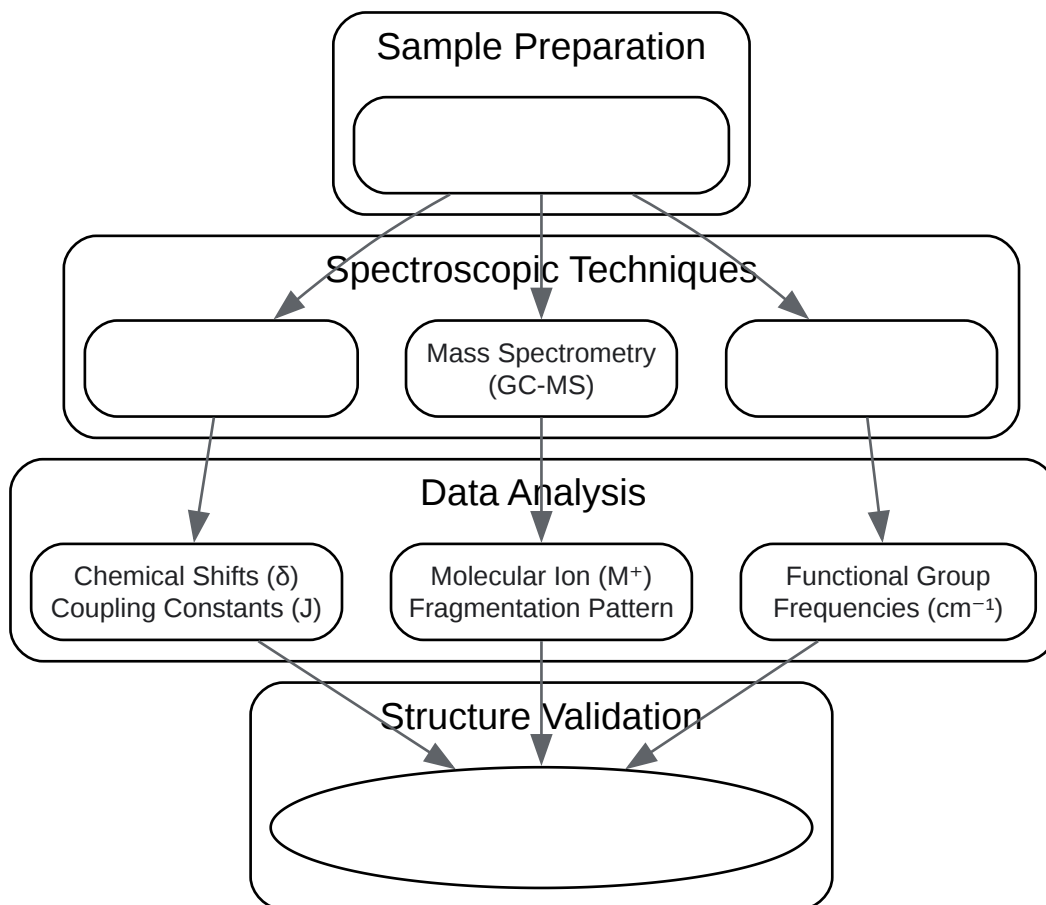 Sample Preparation
Spectroscopic Techniques
Mass Spectrometry
(GC-MS)
Data Analysis
Chemical Shifts (δ)
Coupling Constants (J)
Molecular Ion (M⁺)
Fragmentation Pattern
Functional Group
Frequencies (cm⁻¹)
Structure Validation